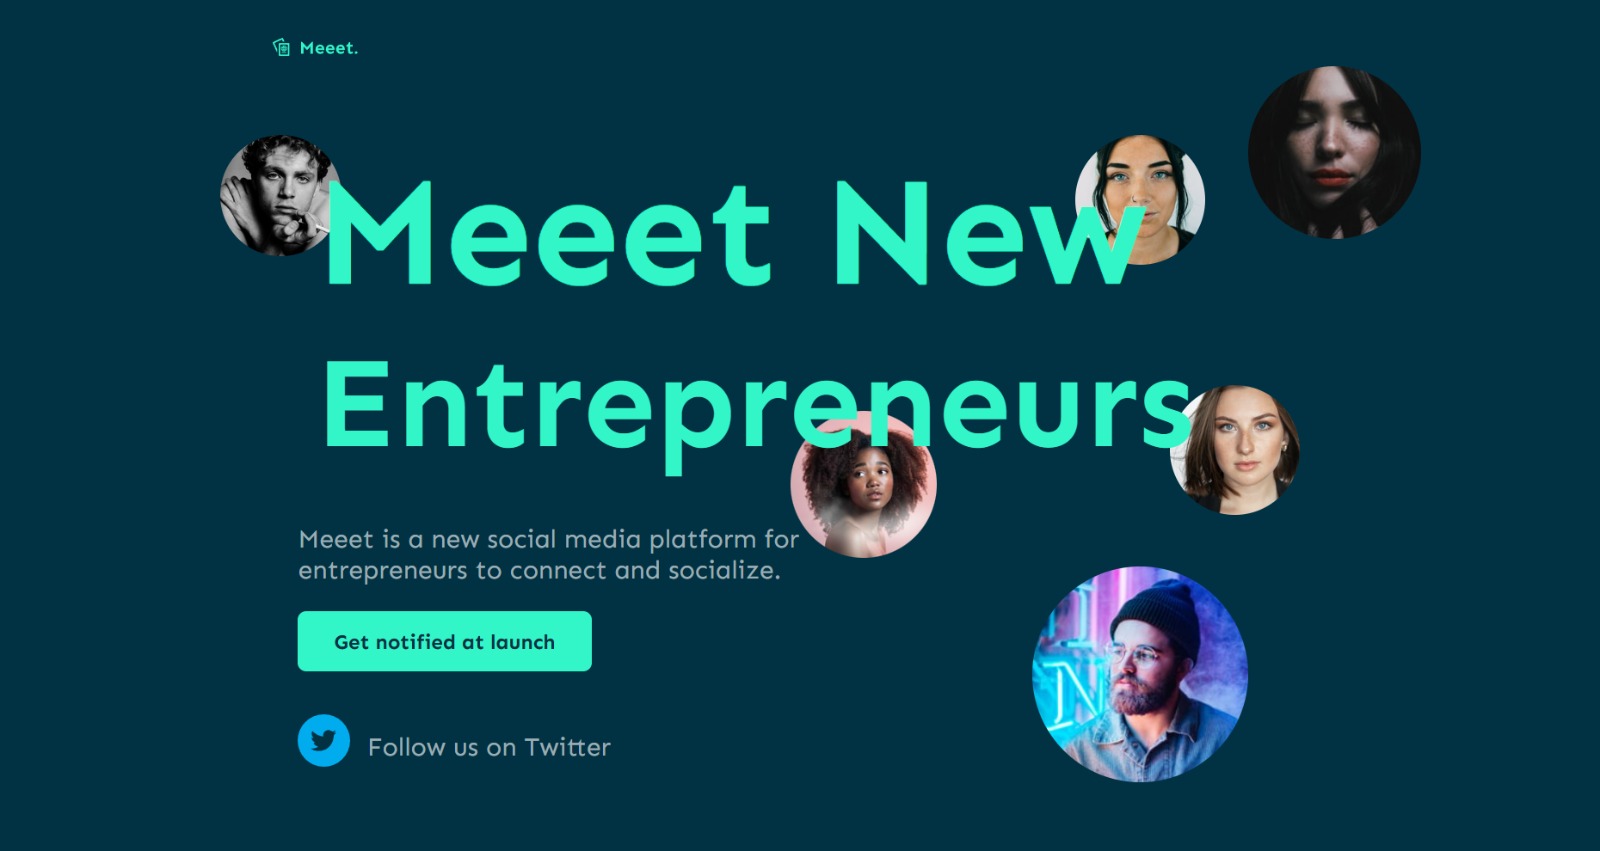 Meeet.
Meeet New
Entrepreneurs
Meeet is a new social media platform for
entrepreneurs to connect and socialize.
Get notified at launch
Follow us on Twitter